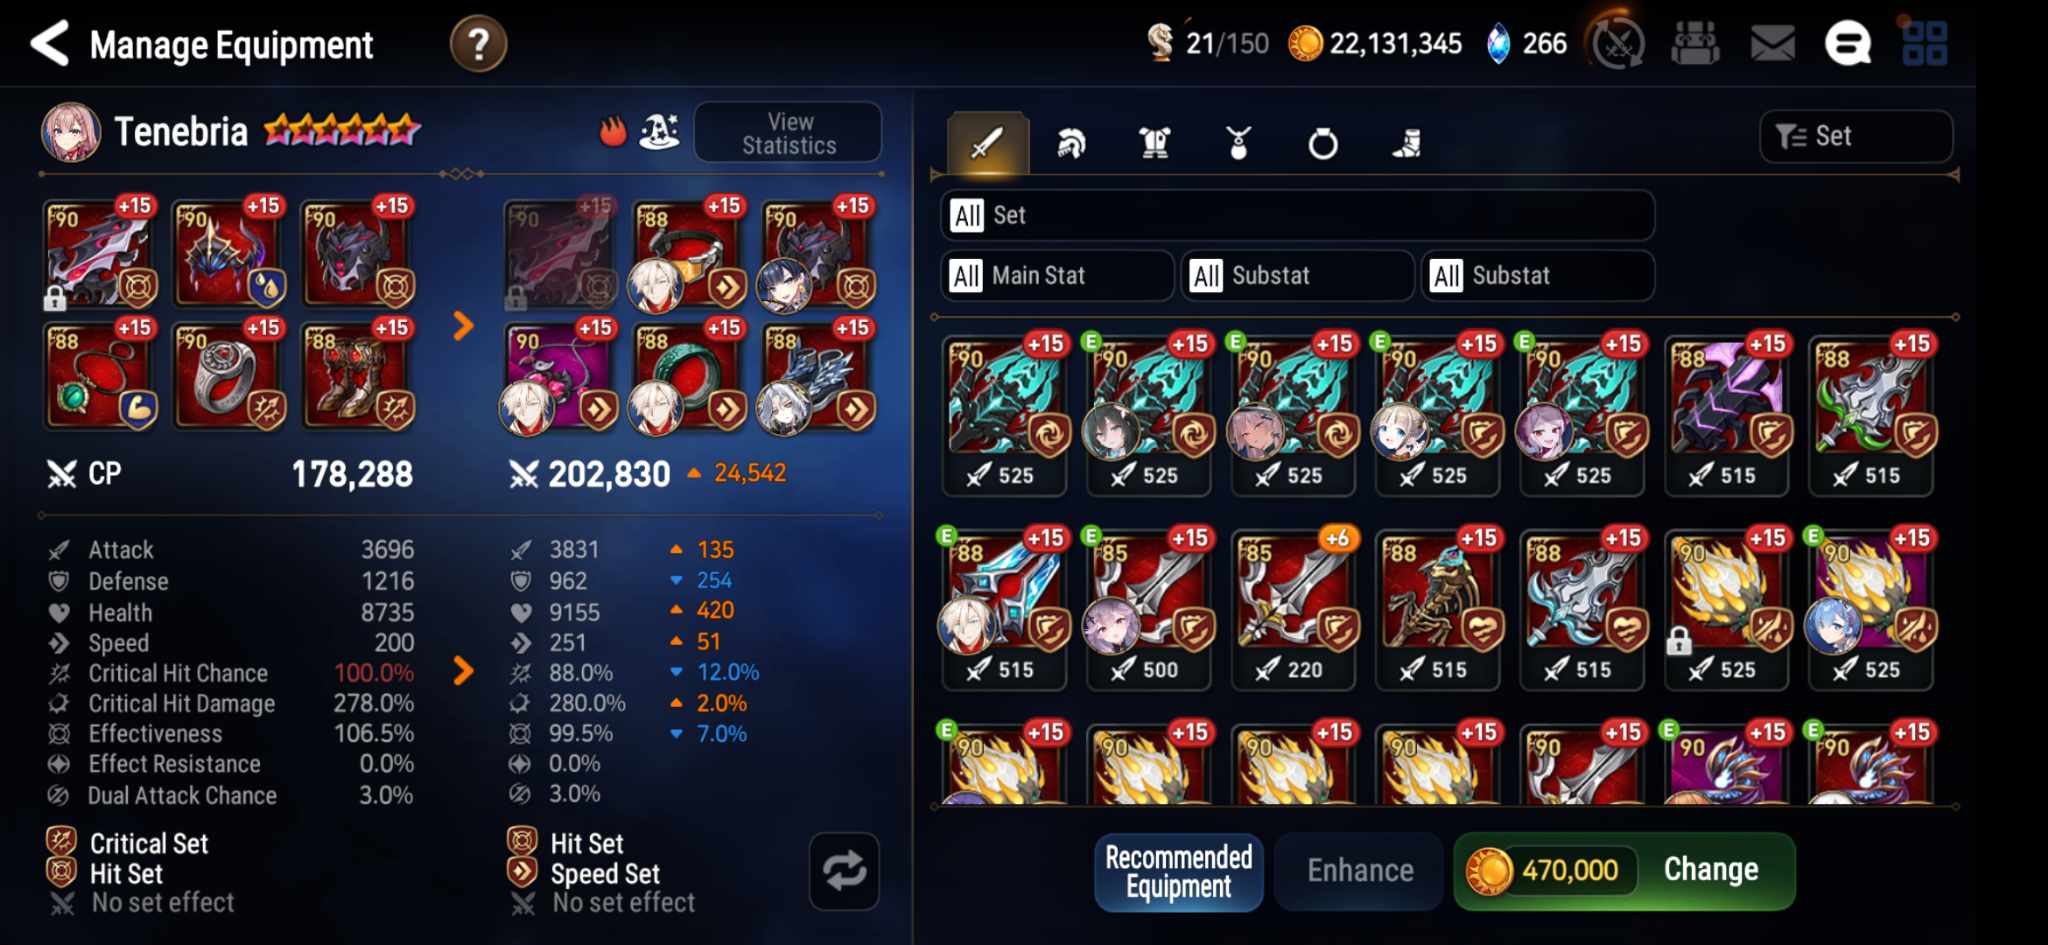 Manage Equipment
?
21/150
22,131,345
266
Tenebria
View
Statistics
Set
All Set
All Main Stat
All Substat
All Substat
90 +15
90 +15
90 +15
90 +15
88 +15
90 +15
88 +15
90 +15
88 +15
90 +15
88 +15
88 +15
CP 178,288
202,830 24,542
Attack 3696 3831 135
Defense 1216 962 254
Health 8735 9155 420
Speed 200 251 51
Critical Hit Chance 100.0% 88.0% 12.0%
Critical Hit Damage 278.0% 280.0% 2.0%
Effectiveness 106.5% 99.5% 7.0%
Effect Resistance 0.0% 0.0%
Dual Attack Chance 3.0% 3.0%
Critical Set
Hit Set
No set effect
Hit Set
Speed Set
No set effect
90 +15
E 90 +15
E 90 +15
E 90 +15
E 90 +15
88 +15
88 +15
525
525
525
525
525
515
515
E 88 +15
E 85 +15
85 +6
88 +15
88 +15
90 +15
E 90 +15
515
500
220
515
515
525
525
E 90 +15
90 +15
90 +15
90 +15
90 +15
E 90 +15
E 90 +15
Recommended
Equipment
Enhance
470,000 Change